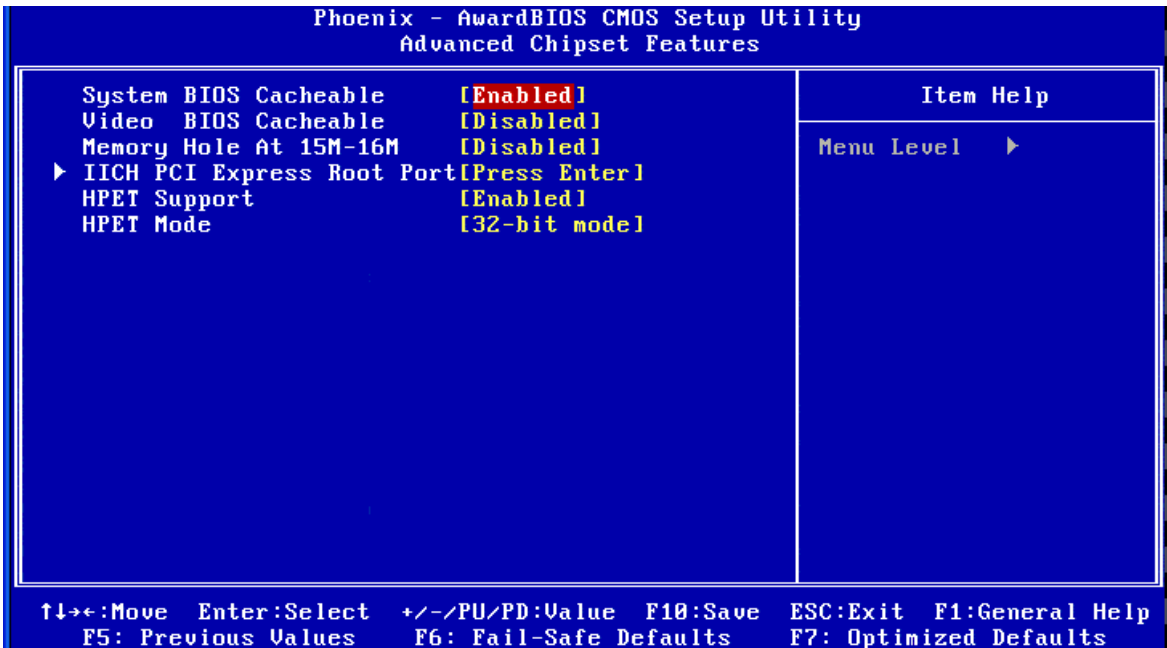 Phoenix - AwardBIOS CMOS Setup Utility
Advanced Chipset Features
System BIOS Cacheable [Enabled]
Video BIOS Cacheable [Disabled]
Memory Hole At 15M-16M [Disabled]
IICH PCI Express Root Port[Press Enter]
HPET Support [Enabled]
HPET Mode [32-bit mode]
Item Help
Menu Level
↑↓→←:Move Enter:Select +/-/PU/PD:Value F10:Save ESC:Exit F1:General Help
F5: Previous Values F6: Fail-Safe Defaults F7: Optimized Defaults